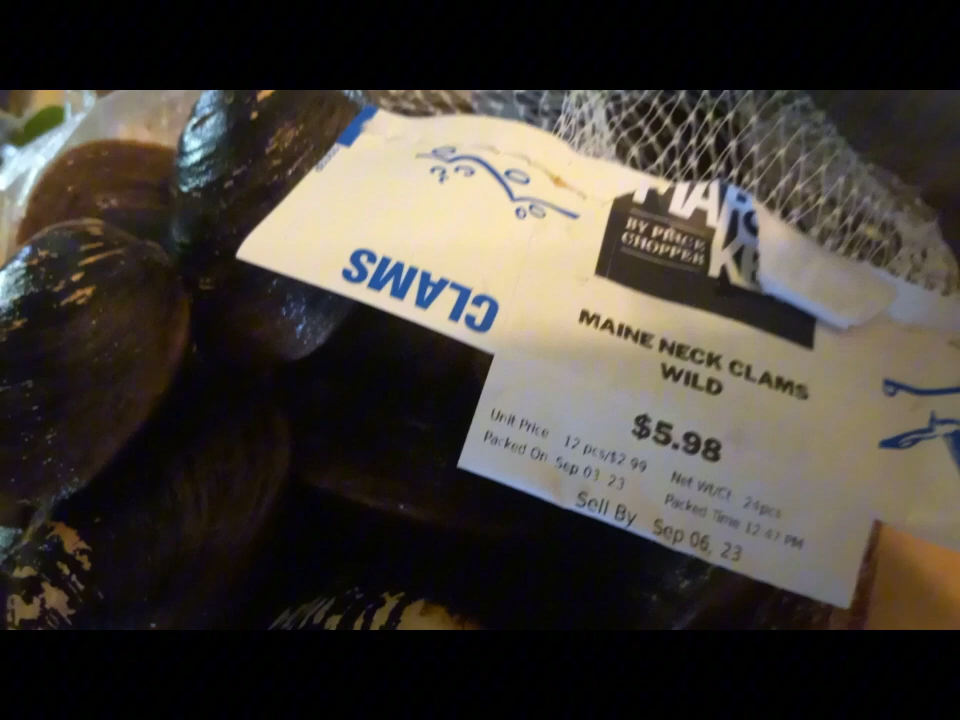 CLAMS
BY PRICE
CHOPPER
MAINE NECK CLAMS
WILD
$5.98
Unit Price 12 pcs/$2.99
Net Wt/Ct 24pcs
Packed On Sep 03, 23
Packed Time 12:47 PM
Sell By Sep 06, 23